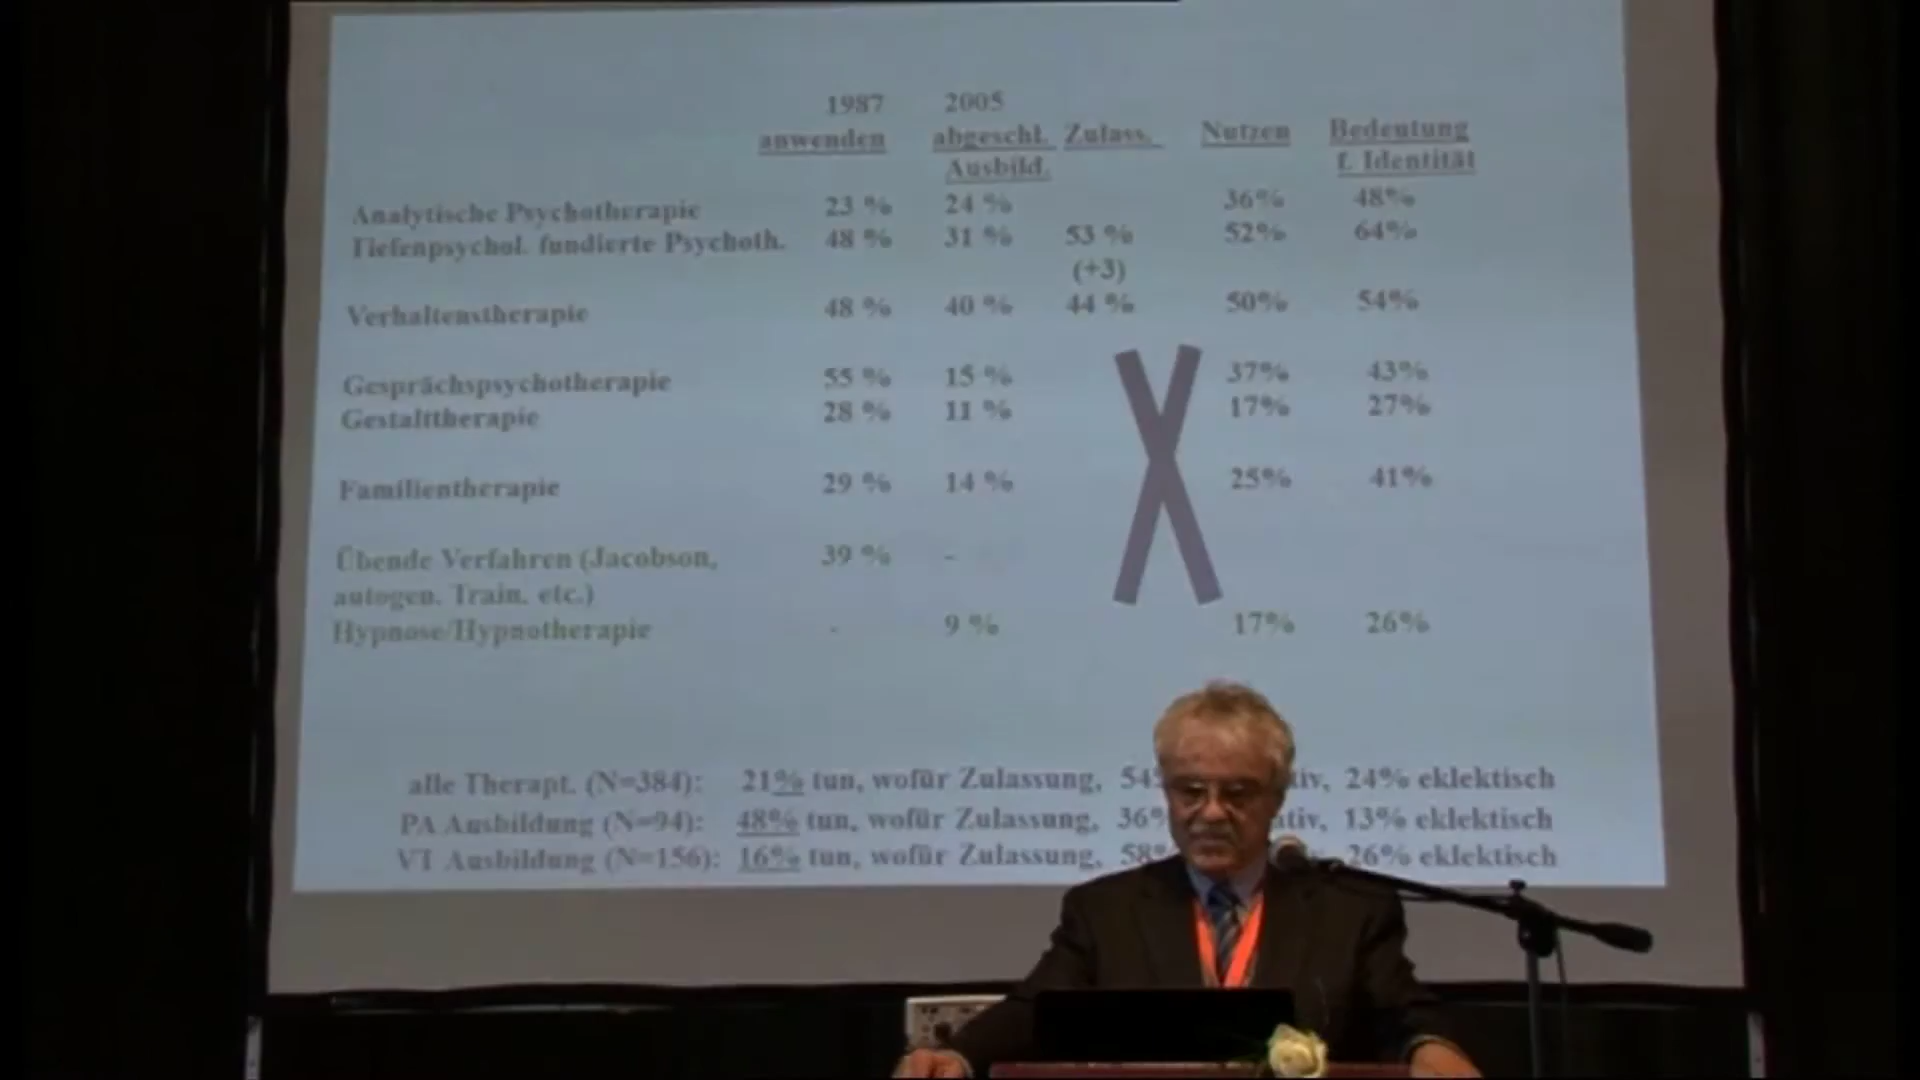 1987 2005
anwenden abgeschl. Zulass. Nutzen Bedeutung
Ausbild. f. Identität
Analytische Psychotherapie 23 % 24 % 36% 48%
Tiefenpsychol. fundierte Psychoth. 48 % 31 % 53 % 52% 64%
(+3)
Verhaltenstherapie 48 % 40 % 44 % 50% 54%
Gesprächspsychotherapie 55 % 15 % 37% 43%
Gestalttherapie 28 % 11 % 17% 27%
Familientherapie 29 % 14 % 25% 41%
Übende Verfahren (Jacobson, 39 % -
autogen. Train. etc.)
Hypnose/Hypnotherapie - 9 % 17% 26%
alle Therapt. (N=384): 21% tun, wofür Zulassung, 24% eklektisch
PA Ausbildung (N=94): 48% tun, wofür Zulassung, 36% 13% eklektisch
VT Ausbildung (N=156): 16% tun, wofür Zulassung, 26% eklektisch